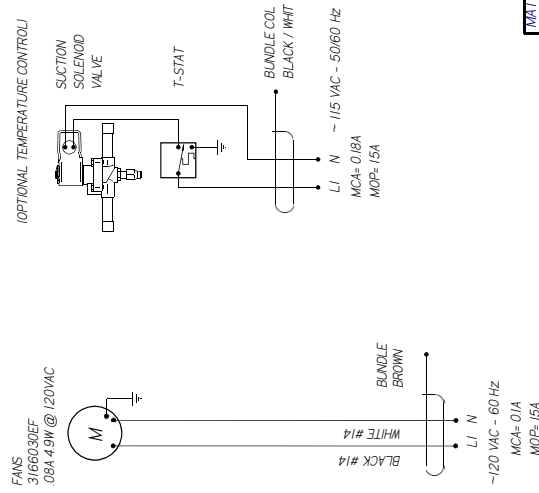 (OPTIONAL TEMPERATURE CONTROL)
SUCTION
SOLENOID
VALVE
T-STAT
BUNDLE COL
BLACK / WHIT
L1 N
~ 115 VAC - 50/60 Hz
MCA= 0.18A
MOP= 15A
FANS
3166030EF
.08A 4.9W @ 120VAC
M
BLACK #14
WHITE #14
BUNDLE
BROWN
L1 N
~120 VAC - 60 Hz
MCA= 0.1A
MOP= 15A
MAT